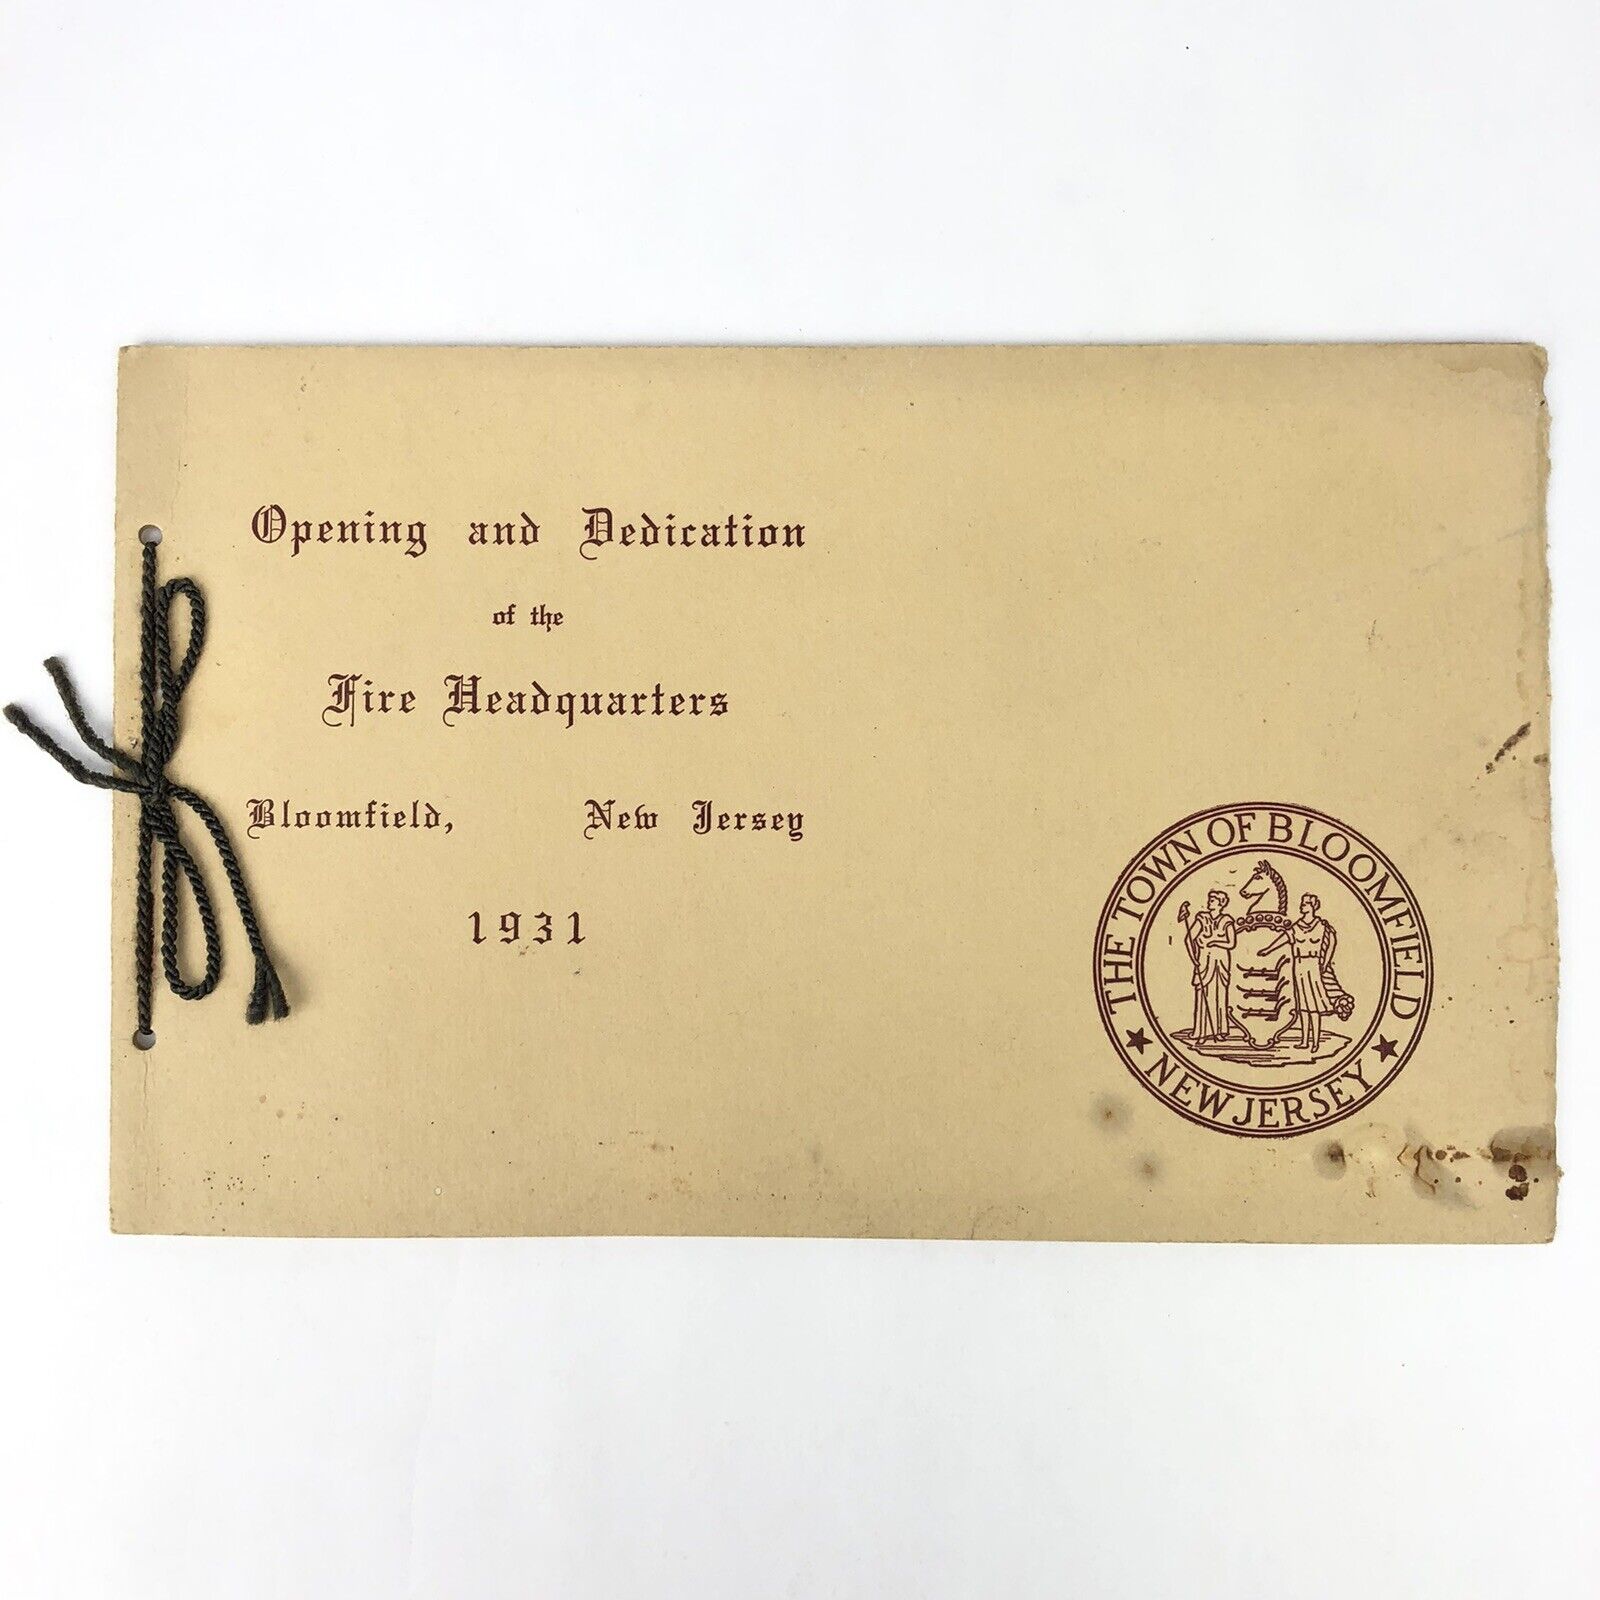 Opening and Dedication
of the
Fire Headquarters
Bloomfield, New Jersey
1931
THE TOWN OF BLOOMFIELD
★ NEW JERSEY ★